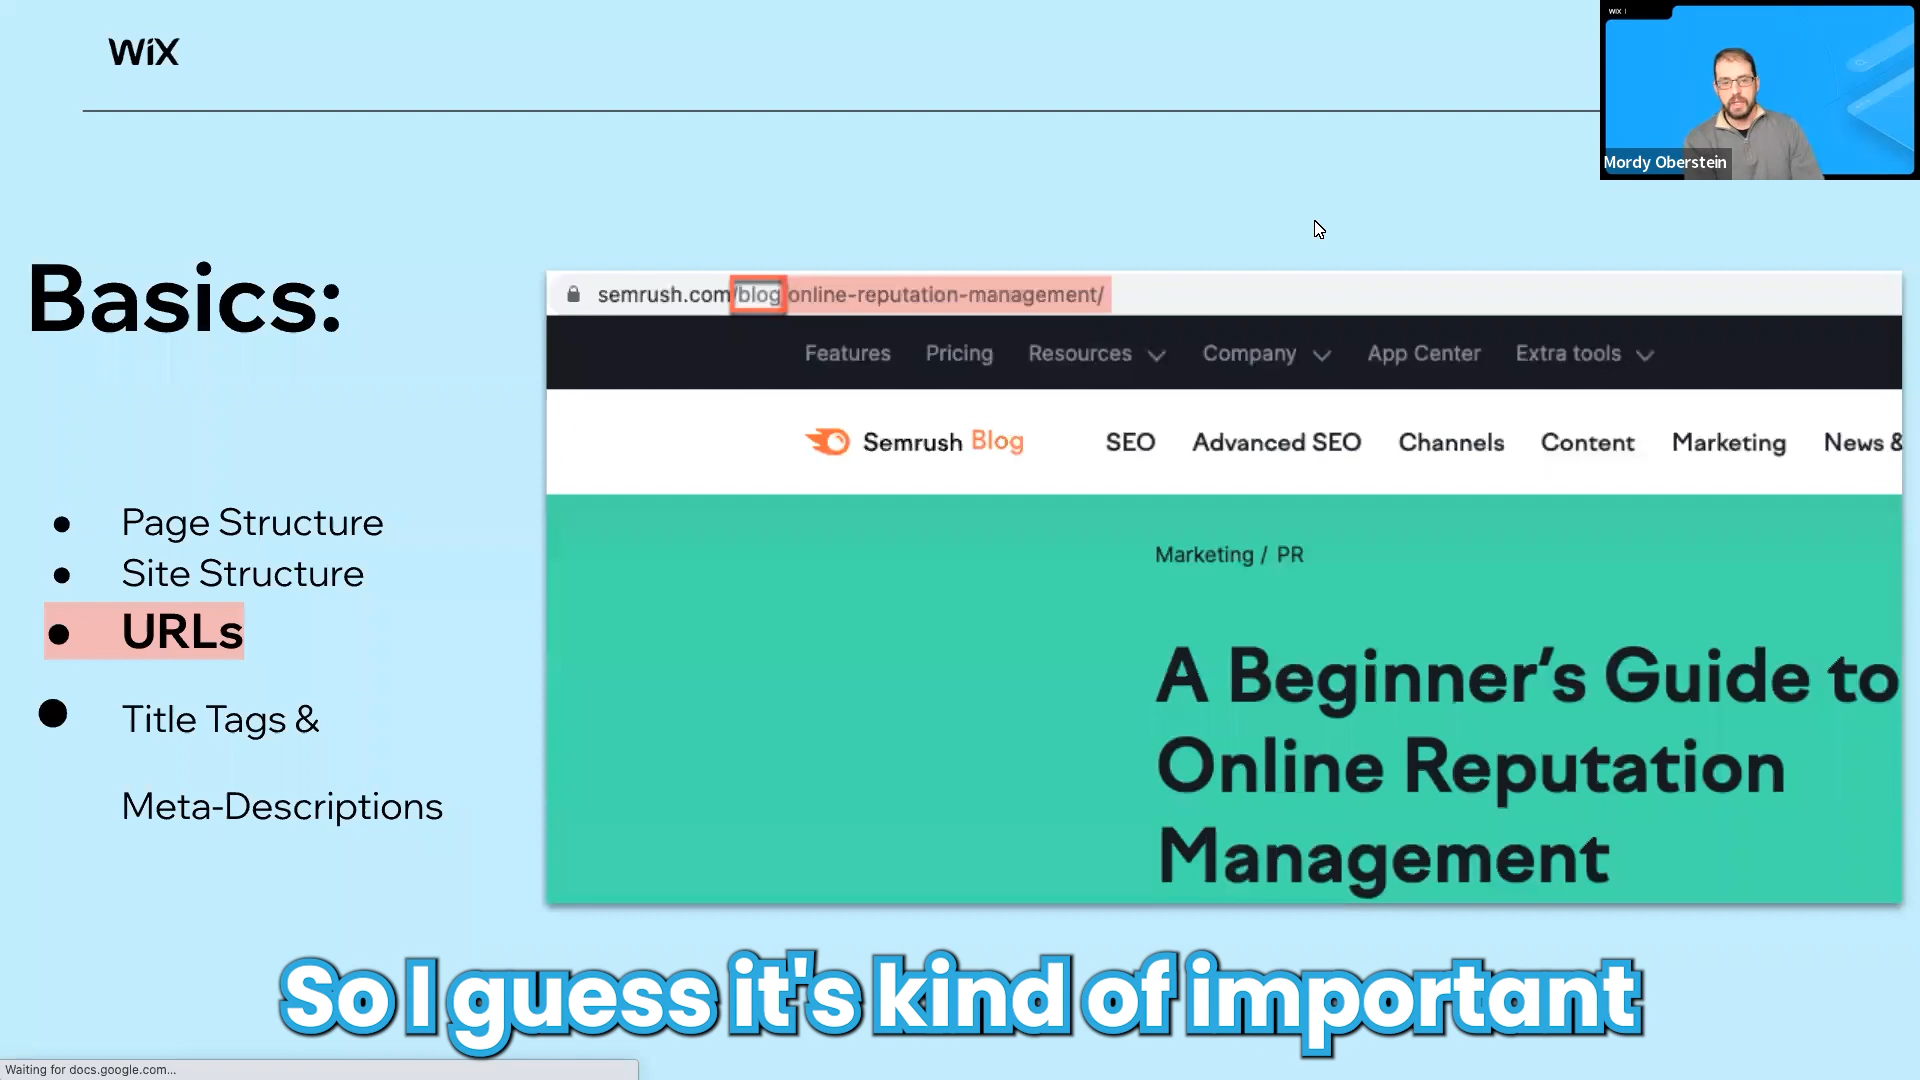 WiX
WiX
Mordy Oberstein
Basics:
semrush.com/blog/online-reputation-management/
Features Pricing Resources Company App Center Extra tools
Semrush Blog SEO Advanced SEO Channels Content Marketing News &
Marketing / PR
A Beginner's Guide to
Online Reputation
Management
• Page Structure
• Site Structure
• URLs
• Title Tags &
Meta-Descriptions
So I guess it's kind of important
Waiting for docs.google.com...